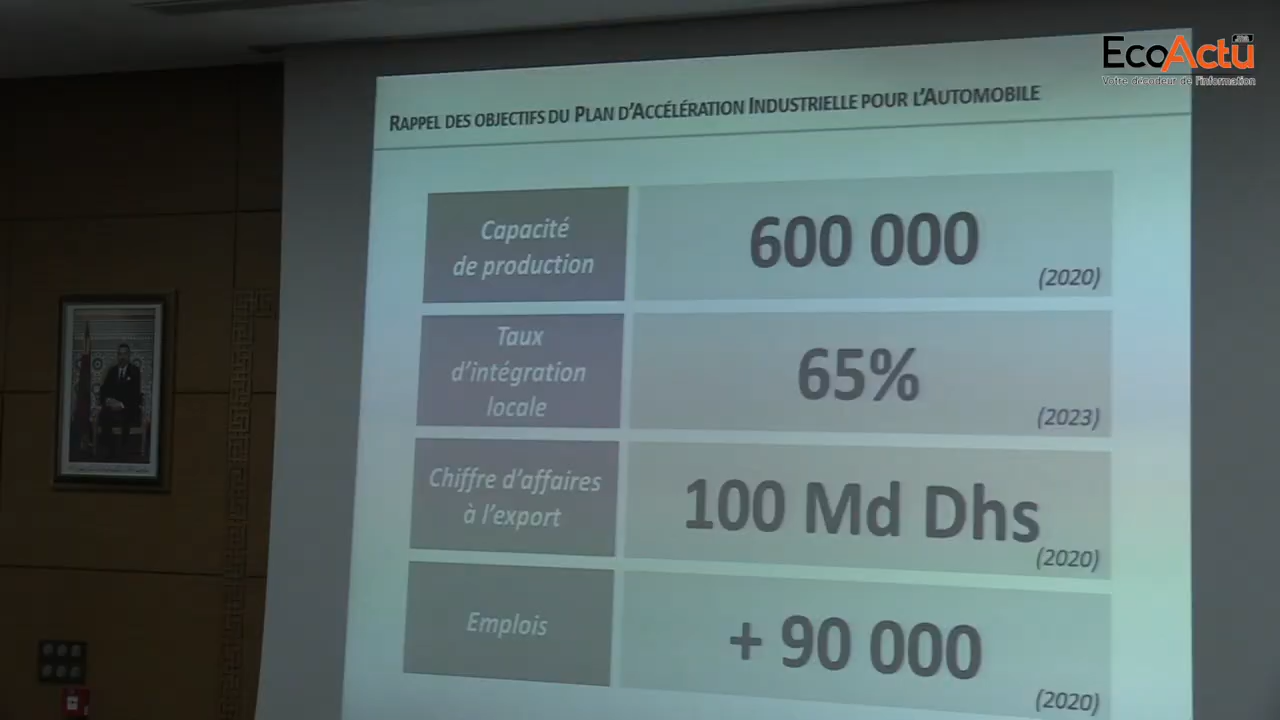 EcoActu
Votre décodeur de l'information
RAPPEL DES OBJECTIFS DU PLAN D'ACCÉLÉRATION INDUSTRIELLE POUR L'AUTOMOBILE
Capacité
de production
600 000
(2020)
Taux
d'intégration
locale
65%
(2023)
Chiffre d'affaires
à l'export
100 Md Dhs
(2020)
Emplois
+ 90 000
(2020)